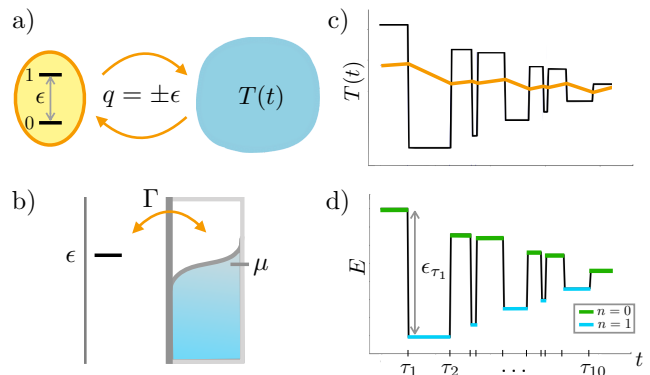 a)
1
ϵ
0
q = ±ϵ
T(t)
b)
Γ
ϵ
μ
c)
T(t)
d)
E
ϵτ₁
n = 0
n = 1
τ₁ τ₂ ... τ₁₀ t